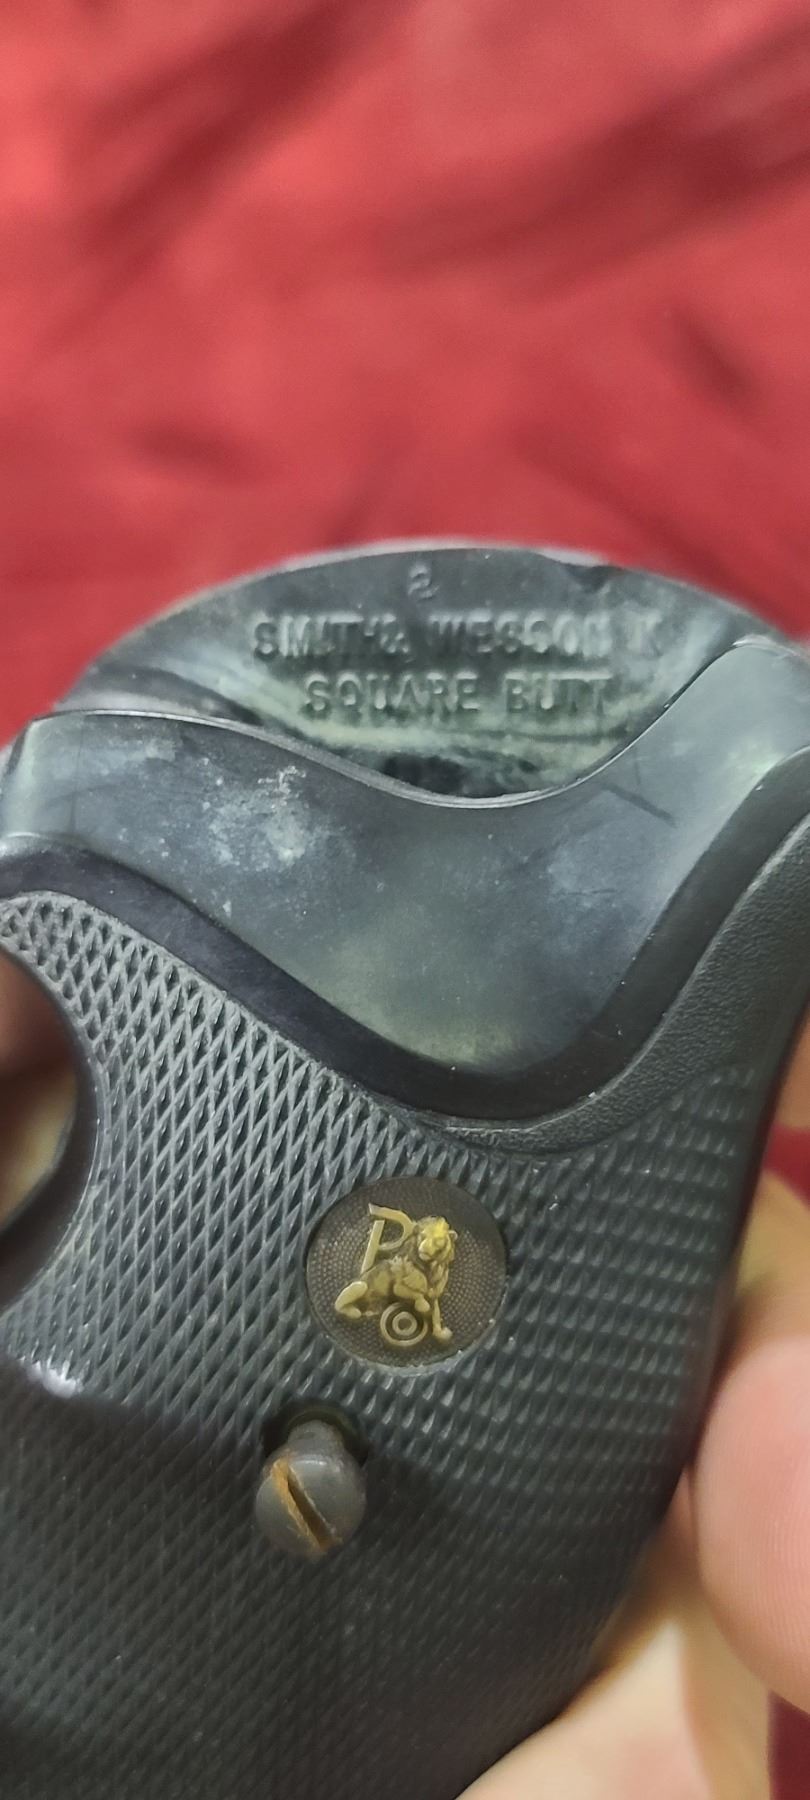 2
SMITH & WESSON K
SQUARE BUTT
P